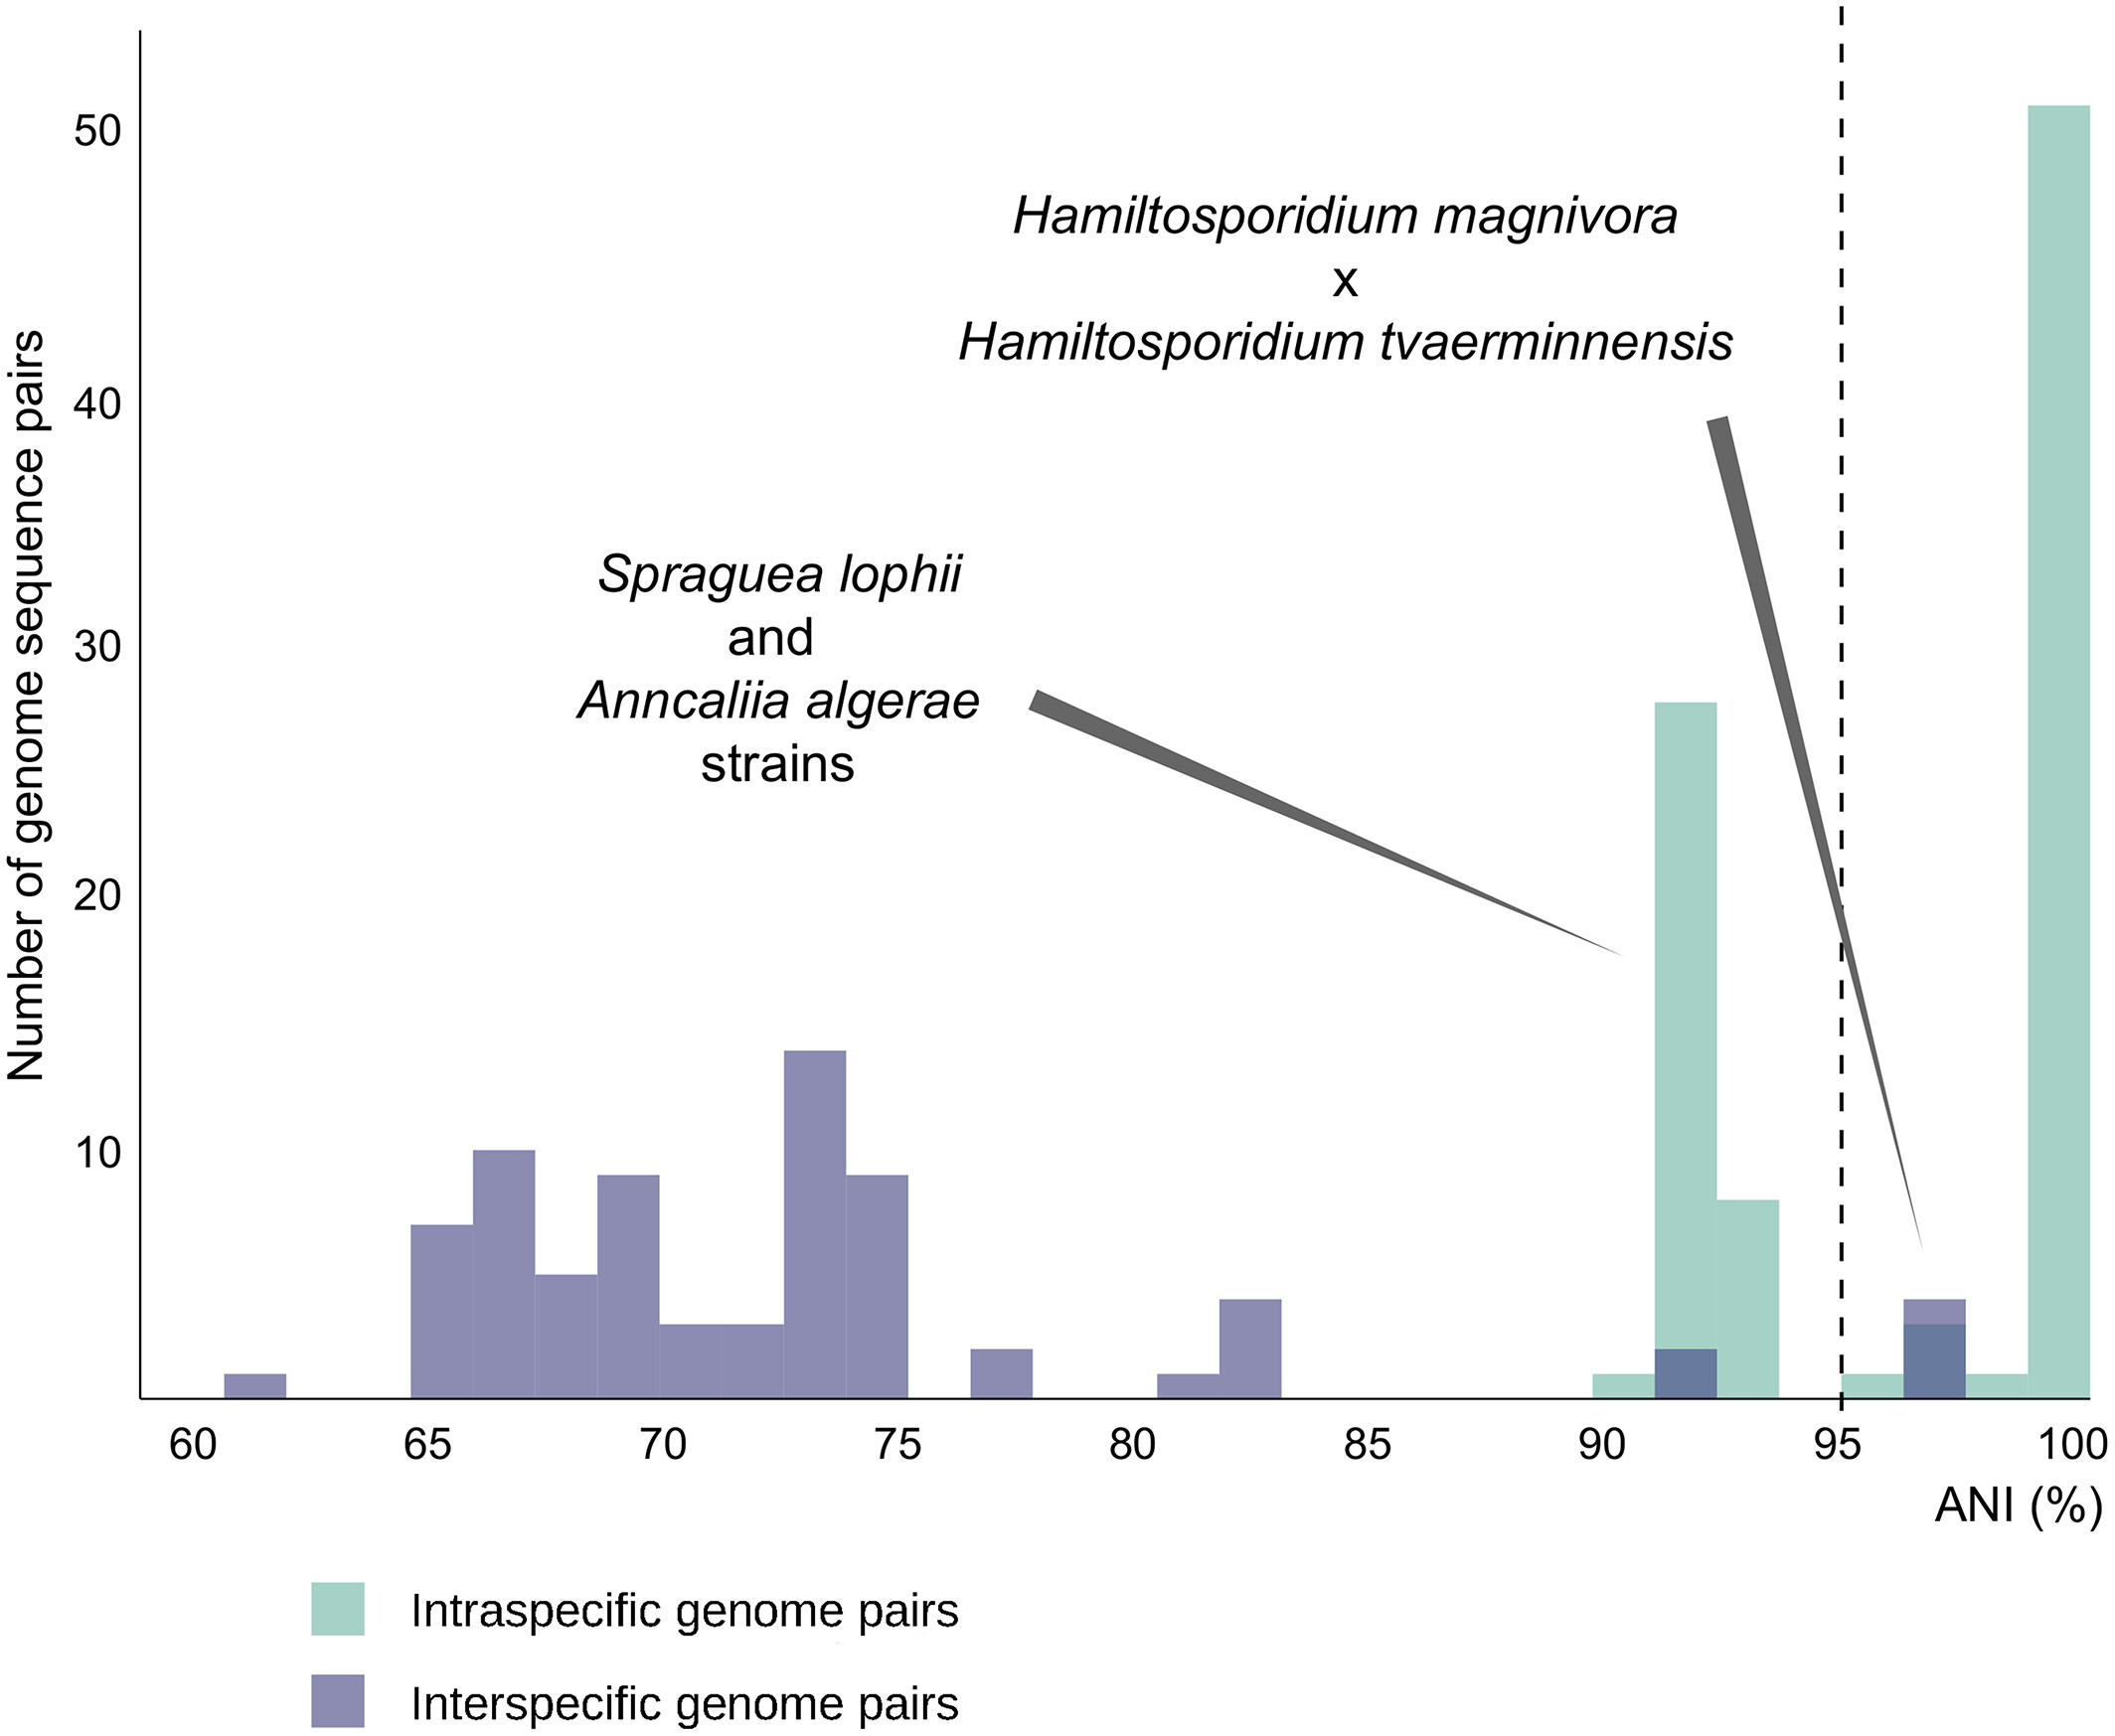 Number of genome sequence pairs
50
40
30
20
10
Hamiltosporidium magnivora
x
Hamiltosporidium tvaerminnensis
Spraguea lophii
and
Anncaliia algerae
strains
60 65 70 75 80 85 90 95 100
ANI (%)
Intraspecific genome pairs
Interspecific genome pairs